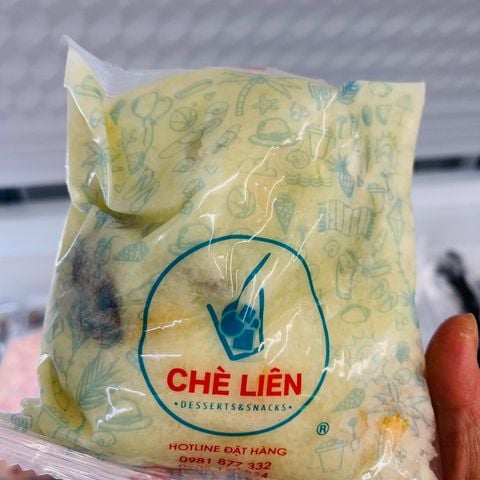 CHÈ LIÊN
• DESSERTS & SNACKS •
®
HOTLINE ĐẶT HÀNG
0981 877 332